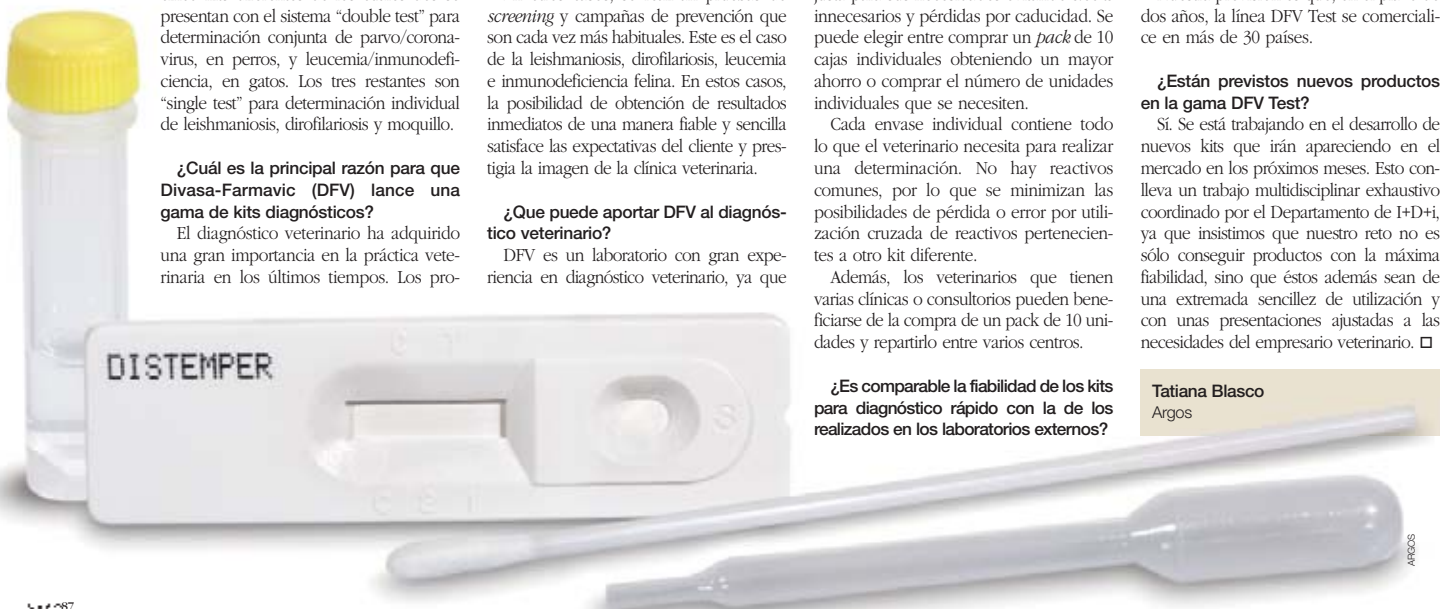 presentan con el sistema “double test” para
determinación conjunta de parvo/corona-
virus, en perros, y leucemia/inmunodefi-
ciencia, en gatos. Los tres restantes son
“single test” para determinación individual
de leishmaniosis, dirofilariosis y moquillo.
¿Cuál es la principal razón para que
Divasa-Farmavic (DFV) lance una
gama de kits diagnósticos?
El diagnóstico veterinario ha adquirido
una gran importancia en la práctica vete-
rinaria en los últimos tiempos. Los pro-
screening y campañas de prevención que
son cada vez más habituales. Este es el caso
de la leishmaniosis, dirofilariosis, leucemia
e inmunodeficiencia felina. En estos casos,
la posibilidad de obtención de resultados
inmediatos de una manera fiable y sencilla
satisface las expectativas del cliente y pres-
tigia la imagen de la clínica veterinaria.
¿Que puede aportar DFV al diagnós-
tico veterinario?
DFV es un laboratorio con gran expe-
riencia en diagnóstico veterinario, ya que
innecesarios y pérdidas por caducidad. Se
puede elegir entre comprar un pack de 10
cajas individuales obteniendo un mayor
ahorro o comprar el número de unidades
individuales que se necesiten.
Cada envase individual contiene todo
lo que el veterinario necesita para realizar
una determinación. No hay reactivos
comunes, por lo que se minimizan las
posibilidades de pérdida o error por utili-
zación cruzada de reactivos pertenecien-
tes a otro kit diferente.
Además, los veterinarios que tienen
varias clínicas o consultorios pueden bene-
ficiarse de la compra de un pack de 10 uni-
dades y repartirlo entre varios centros.
¿Es comparable la fiabilidad de los kits
para diagnóstico rápido con la de los
realizados en los laboratorios externos?
dos años, la línea DFV Test se comerciali-
ce en más de 30 países.
¿Están previstos nuevos productos
en la gama DFV Test?
Sí. Se está trabajando en el desarrollo de
nuevos kits que irán apareciendo en el
mercado en los próximos meses. Esto con-
lleva un trabajo multidisciplinar exhaustivo
coordinado por el Departamento de I+D+i,
ya que insistimos que nuestro reto no es
sólo conseguir productos con la máxima
fiabilidad, sino que éstos además sean de
una extremada sencillez de utilización y
con unas presentaciones ajustadas a las
necesidades del empresario veterinario.
Tatiana Blasco
Argos
DISTEMPER
C T
S
ARGOS
87